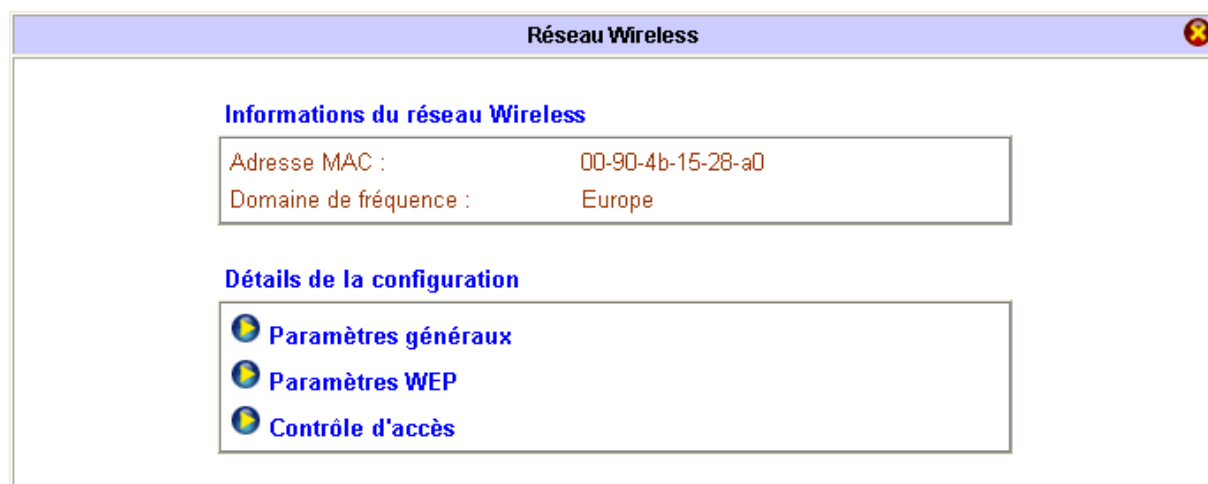 Réseau Wireless
Informations du réseau Wireless
Adresse MAC : 00-90-4b-15-28-a0
Domaine de fréquence : Europe
Détails de la configuration
Paramètres généraux
Paramètres WEP
Contrôle d'accès